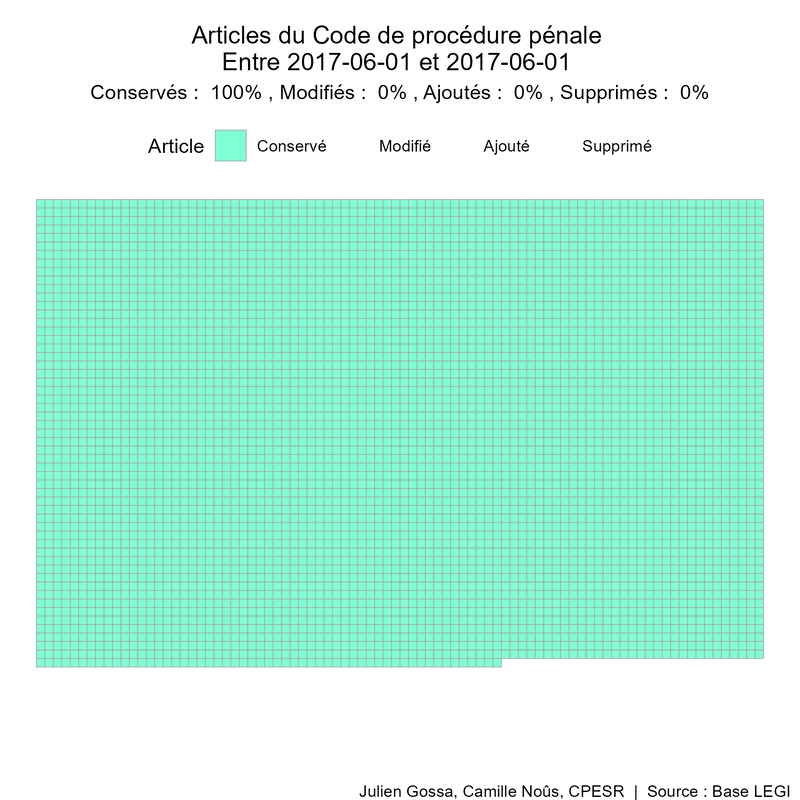 Articles du Code de procédure pénale
Entre 2017-06-01 et 2017-06-01
Conservés :  100% , Modifiés :  0% , Ajoutés :  0% , Supprimés :  0%
Article Conservé Modifié Ajouté Supprimé
Julien Gossa, Camille Noûs, CPESR  |  Source : Base LEGI